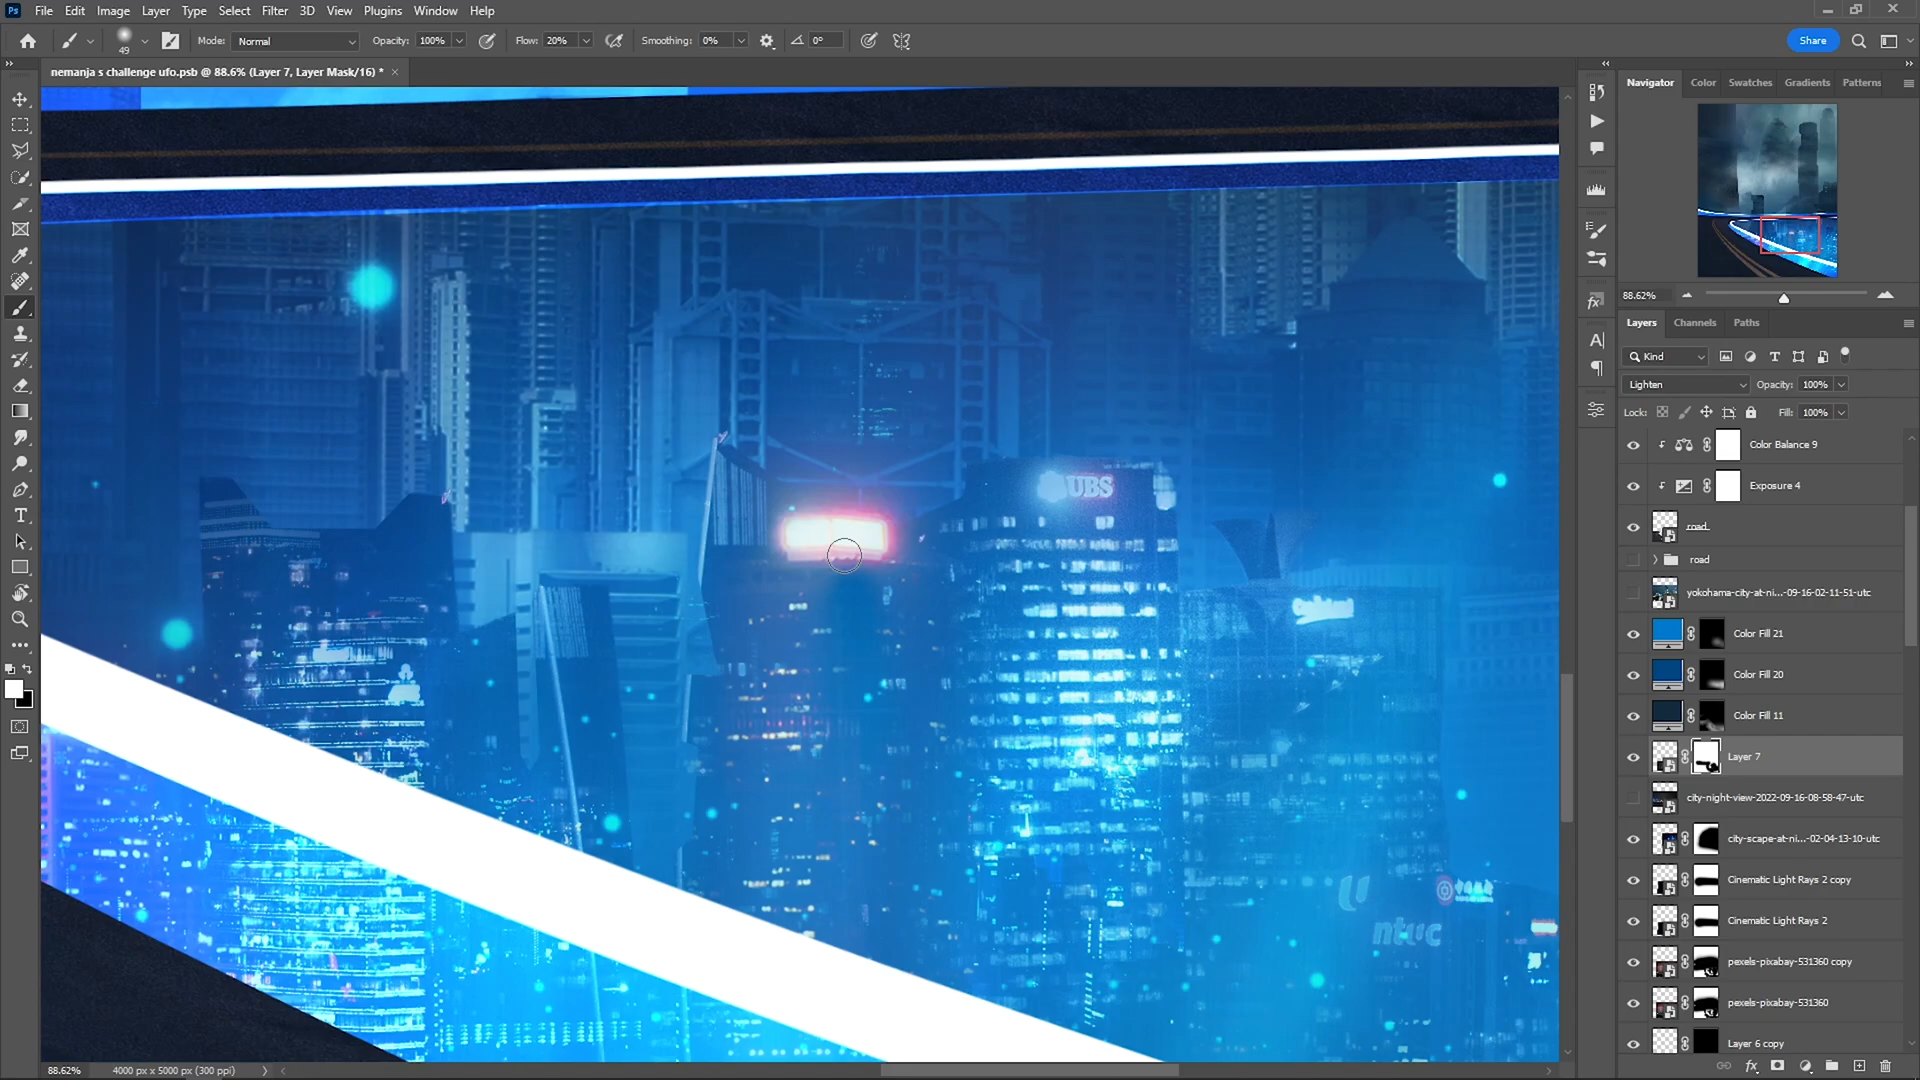 Ps File Edit Image Layer Type Select Filter 3D View Plugins Window Help
49 Mode: Normal Opacity: 100% Flow: 20% Smoothing: 0% 0° Share
nemanja s challenge ufo.psb @ 88.6% (Layer 7, Layer Mask/16) *
Navigator Color Swatches Gradients Patterns
88.62%
Layers Channels Paths
Kind
Lighten Opacity: 100%
Lock: Fill: 100%
Color Balance 9
Exposure 4
road
road
yokohama-city-at-ni...-09-16-02-11-51-utc
Color Fill 21
Color Fill 20
Color Fill 11
Layer 7
city-night-view-2022-09-16-08-58-47-utc
city-scape-at-ni...-02-04-13-10-utc
Cinematic Light Rays 2 copy
Cinematic Light Rays 2
pexels-pixabay-531360 copy
pexels-pixabay-531360
Layer 6 copy
UBS
U
ntuc
88.62% 4000 px x 5000 px (300 ppi)